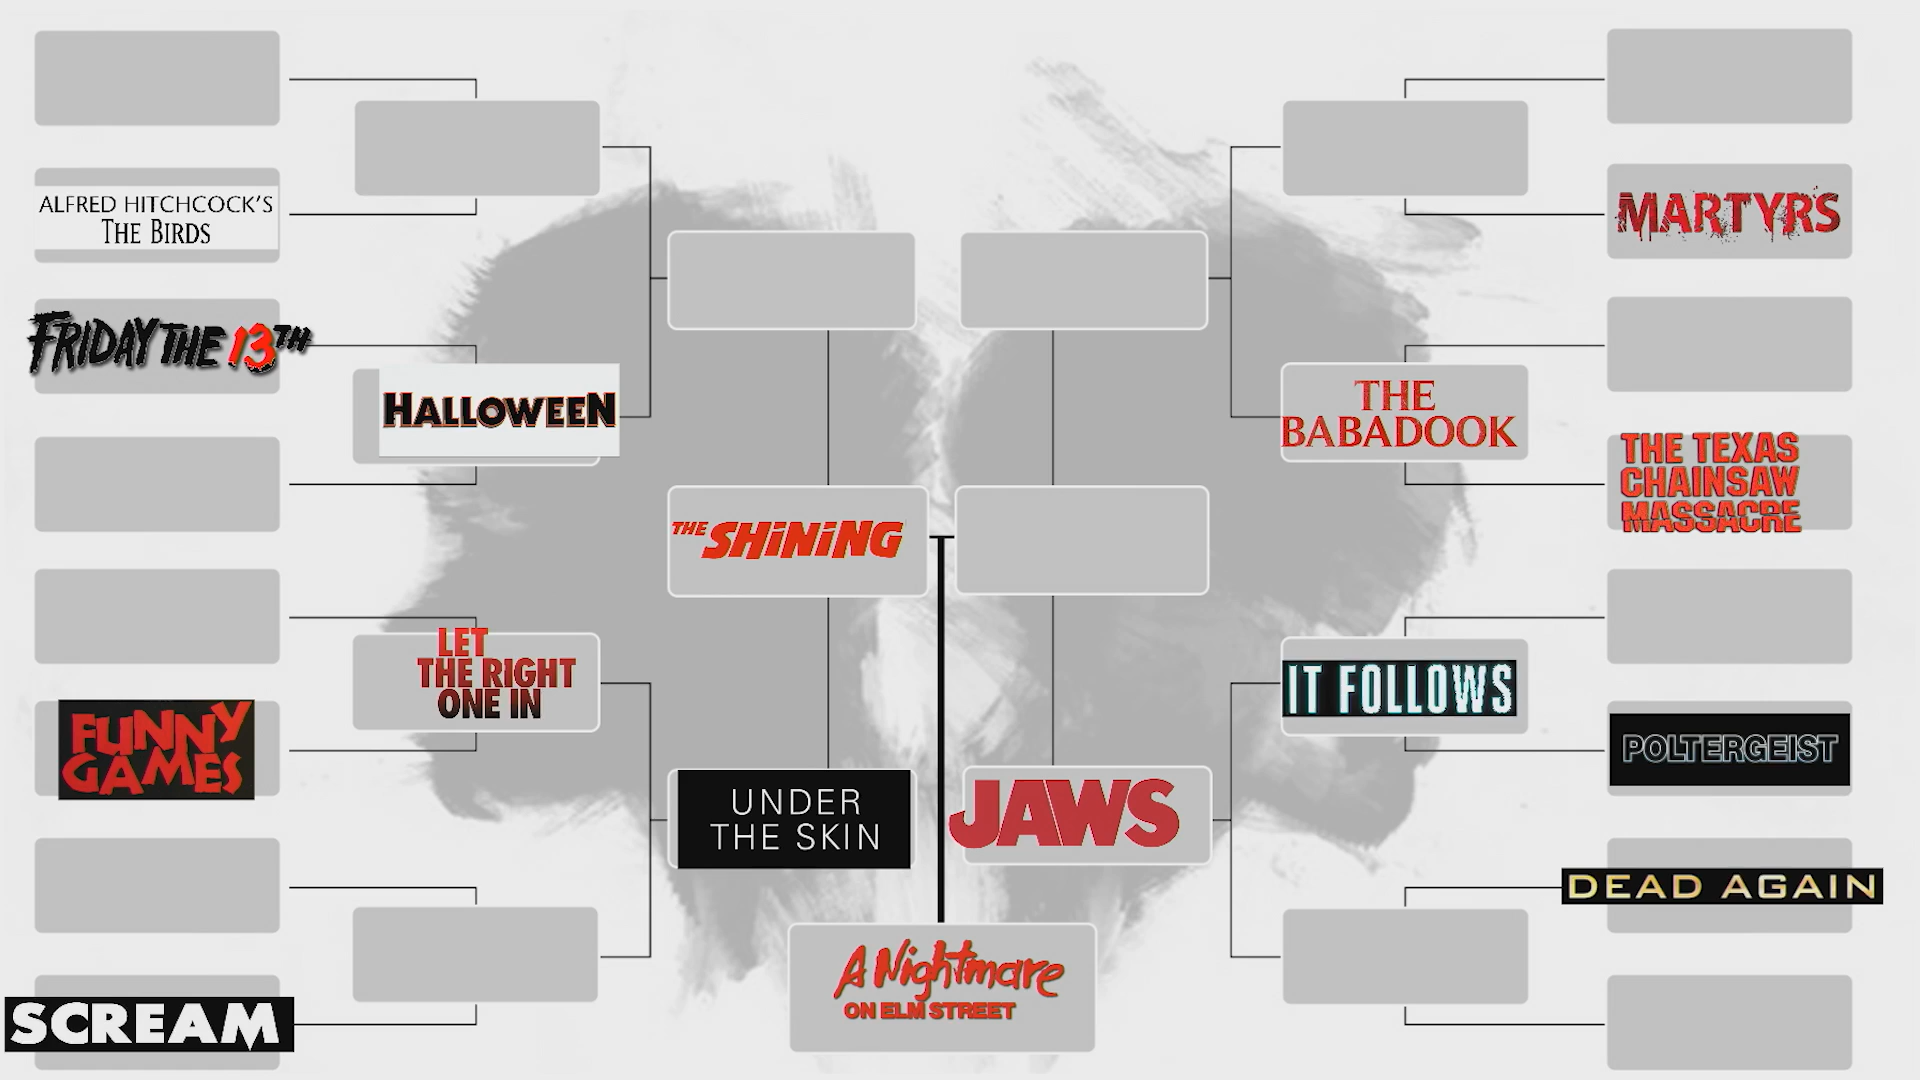 ALFRED HITCHCOCK'S
THE BIRDS
FRIDAY THE 13TH
FUNNY
GAMES
SCREAM
HALLOWEEN
LET
THE RIGHT
ONE IN
THE SHINING
UNDER
THE SKIN
A Nightmare
ON ELM STREET
JAWS
THE
BABADOOK
IT FOLLOWS
MARTYRS
THE TEXAS
CHAINSAW
MASSACRE
POLTERGEIST
DEAD AGAIN